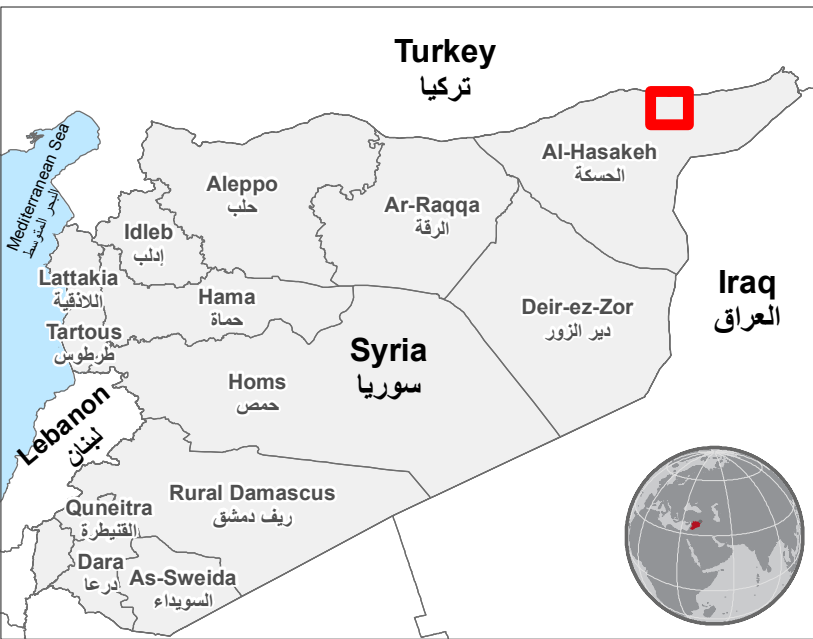 Turkey
تركيا
Mediterranean Sea
البحر المتوسط
Al-Hasakeh
الحسكة
Aleppo
حلب
Ar-Raqqa
الرقة
Idleb
إدلب
Lattakia
اللاذقية
Hama
حماة
Deir-ez-Zor
دير الزور
Iraq
العراق
Tartous
طرطوس
Syria
سوريا
Homs
حمص
Lebanon
لبنان
Rural Damascus
ريف دمشق
Quneitra
القنيطرة
Dara
درعا
As-Sweida
السويداء